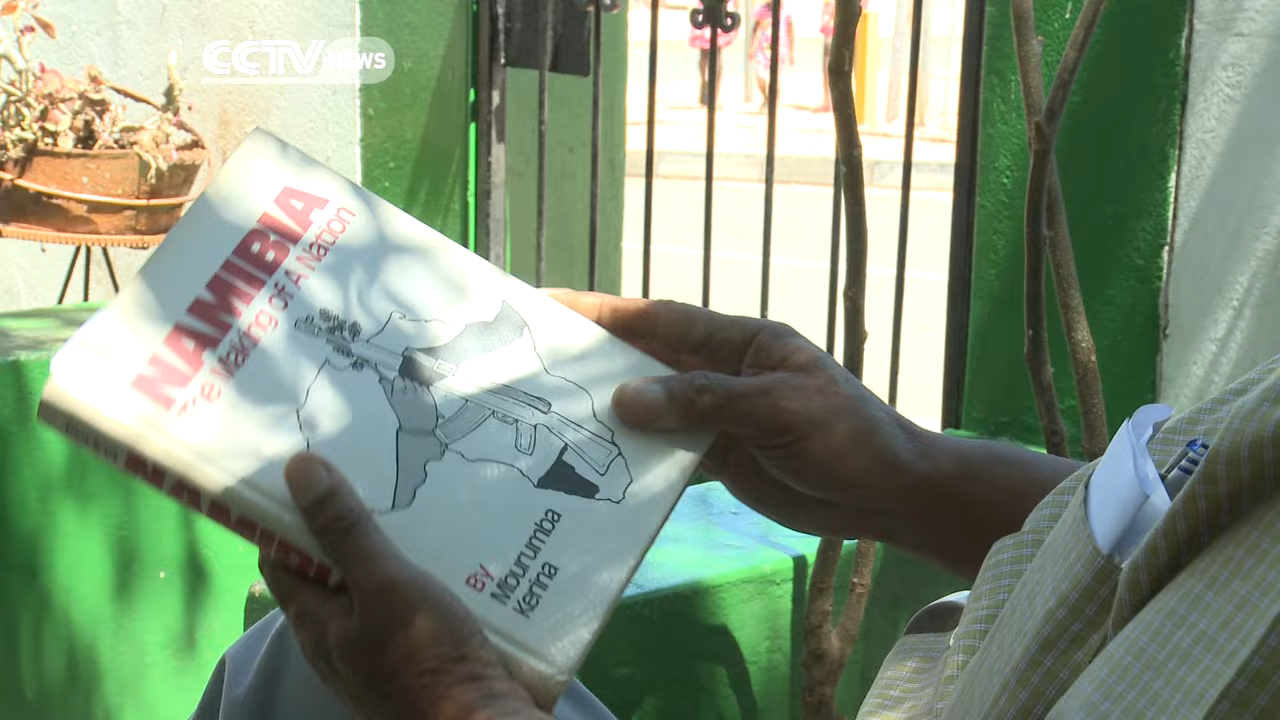 CCTV NEWS
NAMIBIA
The Making of A Nation
By
Mburumba
Kerina